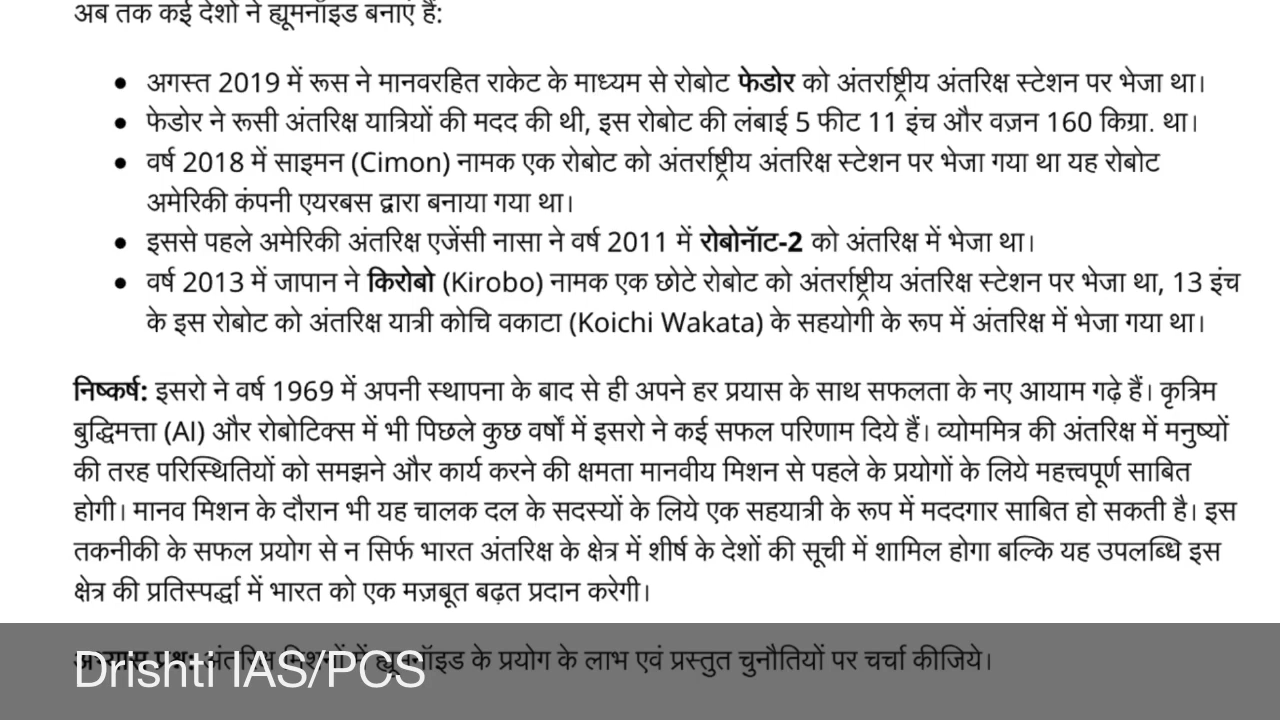 अब तक कई देशों ने ह्यूमनॉइड बनाएं हैं:
● अगस्त 2019 में रूस ने मानवरहित राकेट के माध्यम से रोबोट फेडोर को अंतर्राष्ट्रीय अंतरिक्ष स्टेशन पर भेजा था।
● फेडोर ने रूसी अंतरिक्ष यात्रियों की मदद की थी, इस रोबोट की लंबाई 5 फीट 11 इंच और वज़न 160 किग्रा. था।
● वर्ष 2018 में साइमन (Cimon) नामक एक रोबोट को अंतर्राष्ट्रीय अंतरिक्ष स्टेशन पर भेजा गया था यह रोबोट
अमेरिकी कंपनी एयरबस द्वारा बनाया गया था।
● इससे पहले अमेरिकी अंतरिक्ष एजेंसी नासा ने वर्ष 2011 में रोबोनॅाट-2 को अंतरिक्ष में भेजा था।
● वर्ष 2013 में जापान ने किरोबो (Kirobo) नामक एक छोटे रोबोट को अंतर्राष्ट्रीय अंतरिक्ष स्टेशन पर भेजा था, 13 इंच
के इस रोबोट को अंतरिक्ष यात्री कोचि वकाटा (Koichi Wakata) के सहयोगी के रूप में अंतरिक्ष में भेजा गया था।
निष्कर्ष: इसरो ने वर्ष 1969 में अपनी स्थापना के बाद से ही अपने हर प्रयास के साथ सफलता के नए आयाम गढ़े हैं। कृत्रिम
बुद्धिमत्ता (AI) और रोबोटिक्स में भी पिछले कुछ वर्षों में इसरो ने कई सफल परिणाम दिये हैं। व्योममित्र की अंतरिक्ष में मनुष्यों
की तरह परिस्थितियों को समझने और कार्य करने की क्षमता मानवीय मिशन से पहले के प्रयोगों के लिये महत्त्वपूर्ण साबित
होगी। मानव मिशन के दौरान भी यह चालक दल के सदस्यों के लिये एक सहयात्री के रूप में मददगार साबित हो सकती है। इस
तकनीकी के सफल प्रयोग से न सिर्फ भारत अंतरिक्ष के क्षेत्र में शीर्ष के देशों की सूची में शामिल होगा बल्कि यह उपलब्धि इस
क्षेत्र की प्रतिस्पर्द्धा में भारत को एक मज़बूत बढ़त प्रदान करेगी।
अभ्यास प्रश्न: अंतरिक्ष मिशनों में ह्यूमनॉइड के प्रयोग के लाभ एवं प्रस्तुत चुनौतियों पर चर्चा कीजिये।
Drishti IAS/PCS